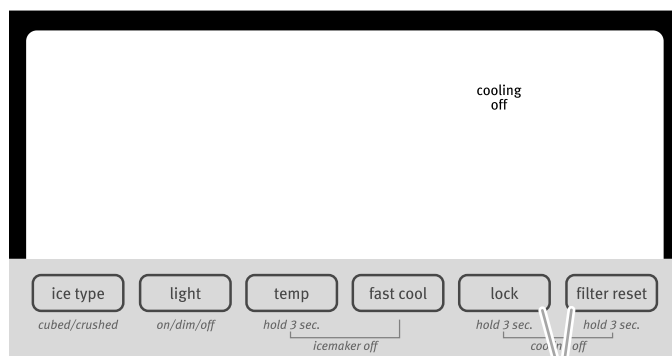 cooling
off
ice type
light
temp
fast cool
lock
filter reset
cubed/crushed
on/dim/off
hold 3 sec.
hold 3 sec.
hold 3 sec.
icemaker off
cooling off